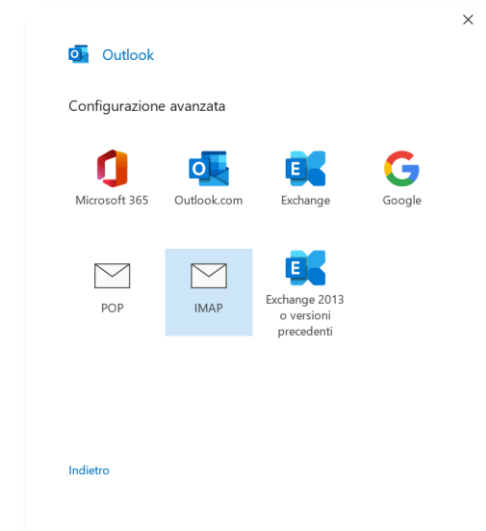 Outlook
Configurazione avanzata
Microsoft 365
Outlook.com
Exchange
Google
POP
IMAP
Exchange 2013
o versioni
precedenti
Indietro